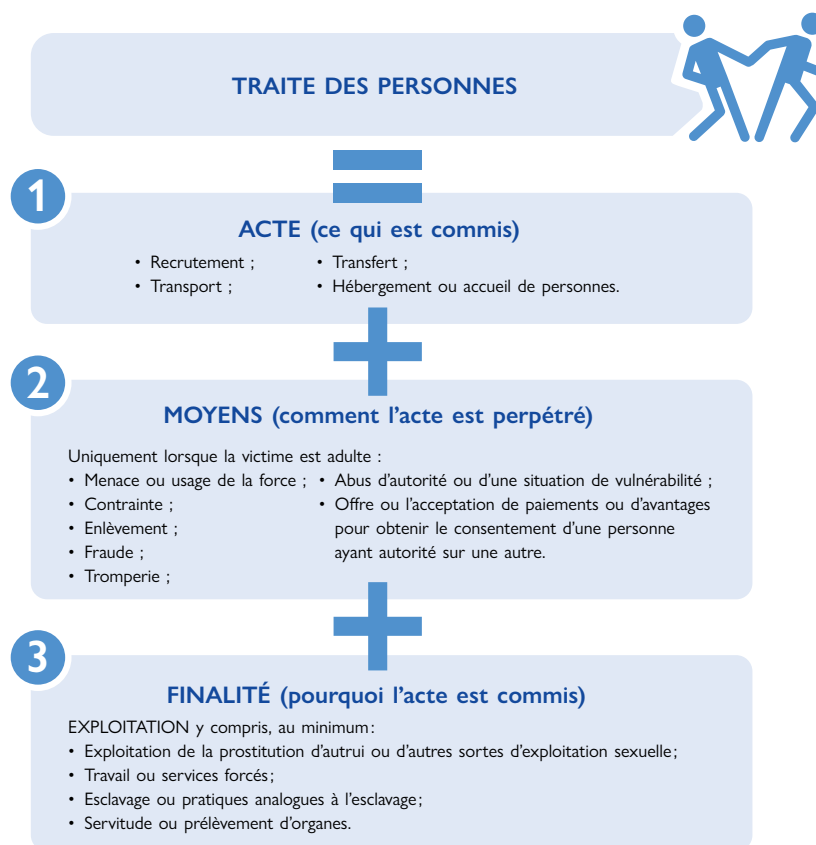 TRAITE DES PERSONNES
1
ACTE (ce qui est commis)
• Recrutement ;
• Transport ;
• Transfert ;
• Hébergement ou accueil de personnes.
2
MOYENS (comment l'acte est perpétré)
Uniquement lorsque la victime est adulte :
• Menace ou usage de la force ;
• Contrainte ;
• Enlèvement ;
• Fraude ;
• Tromperie ;
• Abus d'autorité ou d'une situation de vulnérabilité ;
• Offre ou l'acceptation de paiements ou d'avantages
pour obtenir le consentement d'une personne
ayant autorité sur une autre.
3
FINALITÉ (pourquoi l'acte est commis)
EXPLOITATION y compris, au minimum:
• Exploitation de la prostitution d'autrui ou d'autres sortes d'exploitation sexuelle;
• Travail ou services forcés;
• Esclavage ou pratiques analogues à l'esclavage;
• Servitude ou prélèvement d'organes.